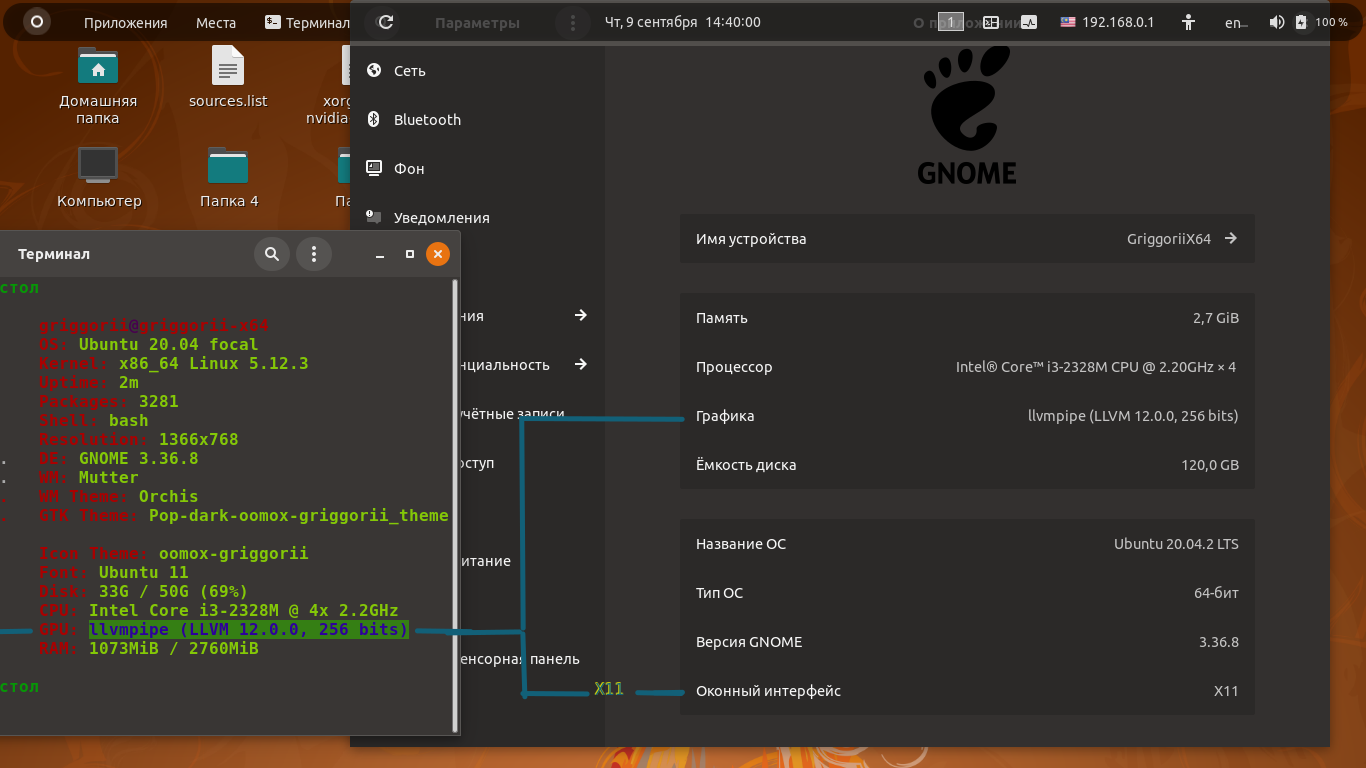 Приложения
Места
Терминал
Параметры
Чт, 9 сентября 14:40:00
О приложении
1
192.168.0.1
en
100 %
Домашняя
папка
sources.list
xorg
nvidia
Компьютер
Папка 4
Па
Сеть
Bluetooth
Фон
Уведомления
ния
нциальность
учётные записи
оступ
итание
енсорная панель
GNOME
Имя устройства
GriggoriiX64
Память
2,7 GiB
Процессор
Intel® Core™ i3-2328M CPU @ 2.20GHz × 4
Графика
llvmpipe (LLVM 12.0.0, 256 bits)
Ёмкость диска
120,0 GB
Название ОС
Ubuntu 20.04.2 LTS
Тип ОС
64-бит
Версия GNOME
3.36.8
Оконный интерфейс
X11
X11
Терминал
стол
griggorii@griggorii-x64
OS: Ubuntu 20.04 focal
Kernel: x86_64 Linux 5.12.3
Uptime: 2m
Packages: 3281
Shell: bash
Resolution: 1366x768
. DE: GNOME 3.36.8
. WM: Mutter
. WM Theme: Orchis
. GTK Theme: Pop-dark-oomox-griggorii_theme
Icon Theme: oomox-griggorii
Font: Ubuntu 11
Disk: 33G / 50G (69%)
CPU: Intel Core i3-2328M @ 4x 2.2GHz
GPU: llvmpipe (LLVM 12.0.0, 256 bits)
RAM: 1073MiB / 2760MiB
стол